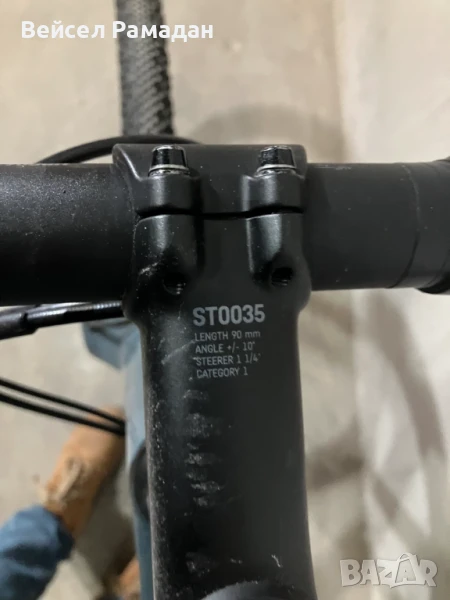 Вейсел Рамадан
ST0035
LENGTH 90 mm
ANGLE +/- 10°
STEERER 1 1/4"
CATEGORY 1
BAZAR